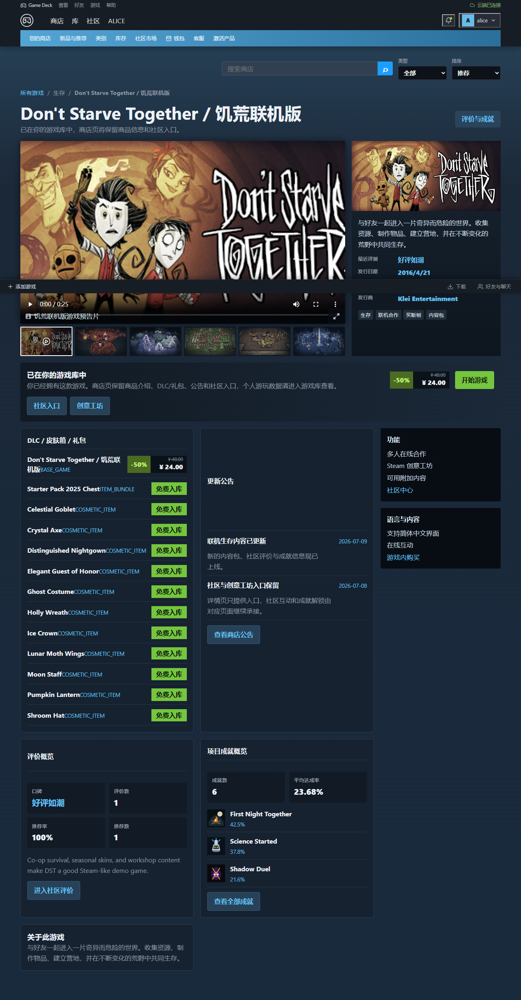 Game Deck 查看 好友 游戏 帮助
云端已连接
商店 库 社区 ALICE
A alice
您的商店 新品与推荐 类别 库存 社区市场 钱包 客服 激活产品
搜索商店
类型
全部
排序
推荐
所有游戏 / 生存 / Don't Starve Together / 饥荒联机版
Don't Starve Together / 饥荒联机版
已在你的游戏库中，商店页将保留商品信息和社区入口。
评价与成就
Don't Starve
TOGETHER
Don't Starve
TOGETHER
与好友一起进入一片奇异而危险的世界。收集
资源、制作物品、建立营地，并在不断变化的
荒野中共同生存。
最近评测 好评如潮
发行日期 2016/4/21
添加游戏
下载 好友与聊天
发行商 Klei Entertainment
生存 联机合作 买断制 内容包
0:00 / 0:25
饥荒联机版游戏预告片
Don't Starve
TOGETHER
已在你的游戏库中
你已经拥有这款游戏。商店页保留商品介绍、DLC/礼包、公告和社区入口，个人游玩数据请进入游戏库查看。
-50% ¥ 48.00
¥ 24.00
开始游戏
社区入口 创意工坊
DLC / 皮肤箱 / 礼包
Don't Starve Together / 饥荒联
机版BASE_GAME
-50% ¥ 48.00
¥ 24.00
Starter Pack 2025 ChestITEM_BUNDLE 免费入库
Celestial GobletCOSMETIC_ITEM 免费入库
Crystal AxeCOSMETIC_ITEM 免费入库
Distinguished NightgownCOSMETIC_ITEM 免费入库
Elegant Guest of HonorCOSMETIC_ITEM 免费入库
Ghost CostumeCOSMETIC_ITEM 免费入库
Holly WreathCOSMETIC_ITEM 免费入库
Ice CrownCOSMETIC_ITEM 免费入库
Lunar Moth WingsCOSMETIC_ITEM 免费入库
Moon StaffCOSMETIC_ITEM 免费入库
Pumpkin LanternCOSMETIC_ITEM 免费入库
Shroom HatCOSMETIC_ITEM 免费入库
更新公告
联机生存内容已更新 2026-07-09
新的内容包、社区评价与成就信息现已
上线。
社区与创意工坊入口保留 2026-07-08
详情页只提供入口，社区互动和成就解锁由
对应页面继续承接。
查看商店公告
功能
多人在线合作
Steam 创意工坊
可用附加内容
社区中心
语言与内容
支持简体中文界面
在线互动
游戏内购买
评价概览
口碑
好评如潮
评价数
1
推荐率
100%
推荐数
1
Co-op survival, seasonal skins, and workshop content
make DST a good Steam-like demo game.
进入社区评价
项目成就概览
成就数
6
平均达成率
23.68%
First Night Together
42.5%
Science Started
37.8%
Shadow Duel
21.6%
查看全部成就
关于此游戏
与好友一起进入一片奇异而危险的世界。收集资源、制
作物品、建立营地，并在不断变化的荒野中共同生存。